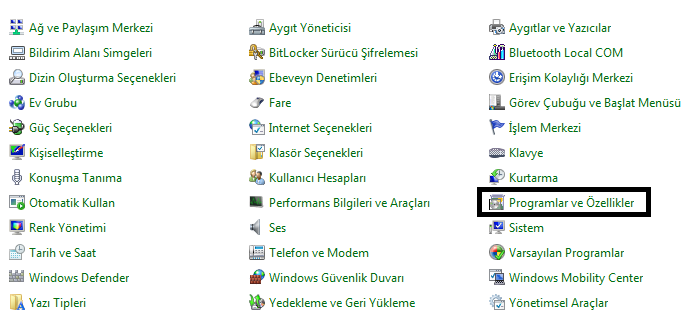 Ağ ve Paylaşım Merkezi
Aygıt Yöneticisi
Aygıtlar ve Yazıcılar
Bildirim Alanı Simgeleri
BitLocker Sürücü Şifrelemesi
Bluetooth Local COM
Dizin Oluşturma Seçenekleri
Ebeveyn Denetimleri
Erişim Kolaylığı Merkezi
Ev Grubu
Fare
Görev Çubuğu ve Başlat Menüsü
Güç Seçenekleri
Internet Seçenekleri
İşlem Merkezi
Kişiselleştirme
Klasör Seçenekleri
Klavye
Konuşma Tanıma
Kullanıcı Hesapları
Kurtarma
Otomatik Kullan
Performans Bilgileri ve Araçları
Programlar ve Özellikler
Renk Yönetimi
Ses
Sistem
Tarih ve Saat
Telefon ve Modem
Varsayılan Programlar
Windows Defender
Windows Güvenlik Duvarı
Windows Mobility Center
Yazı Tipleri
Yedekleme ve Geri Yükleme
Yönetimsel Araçlar